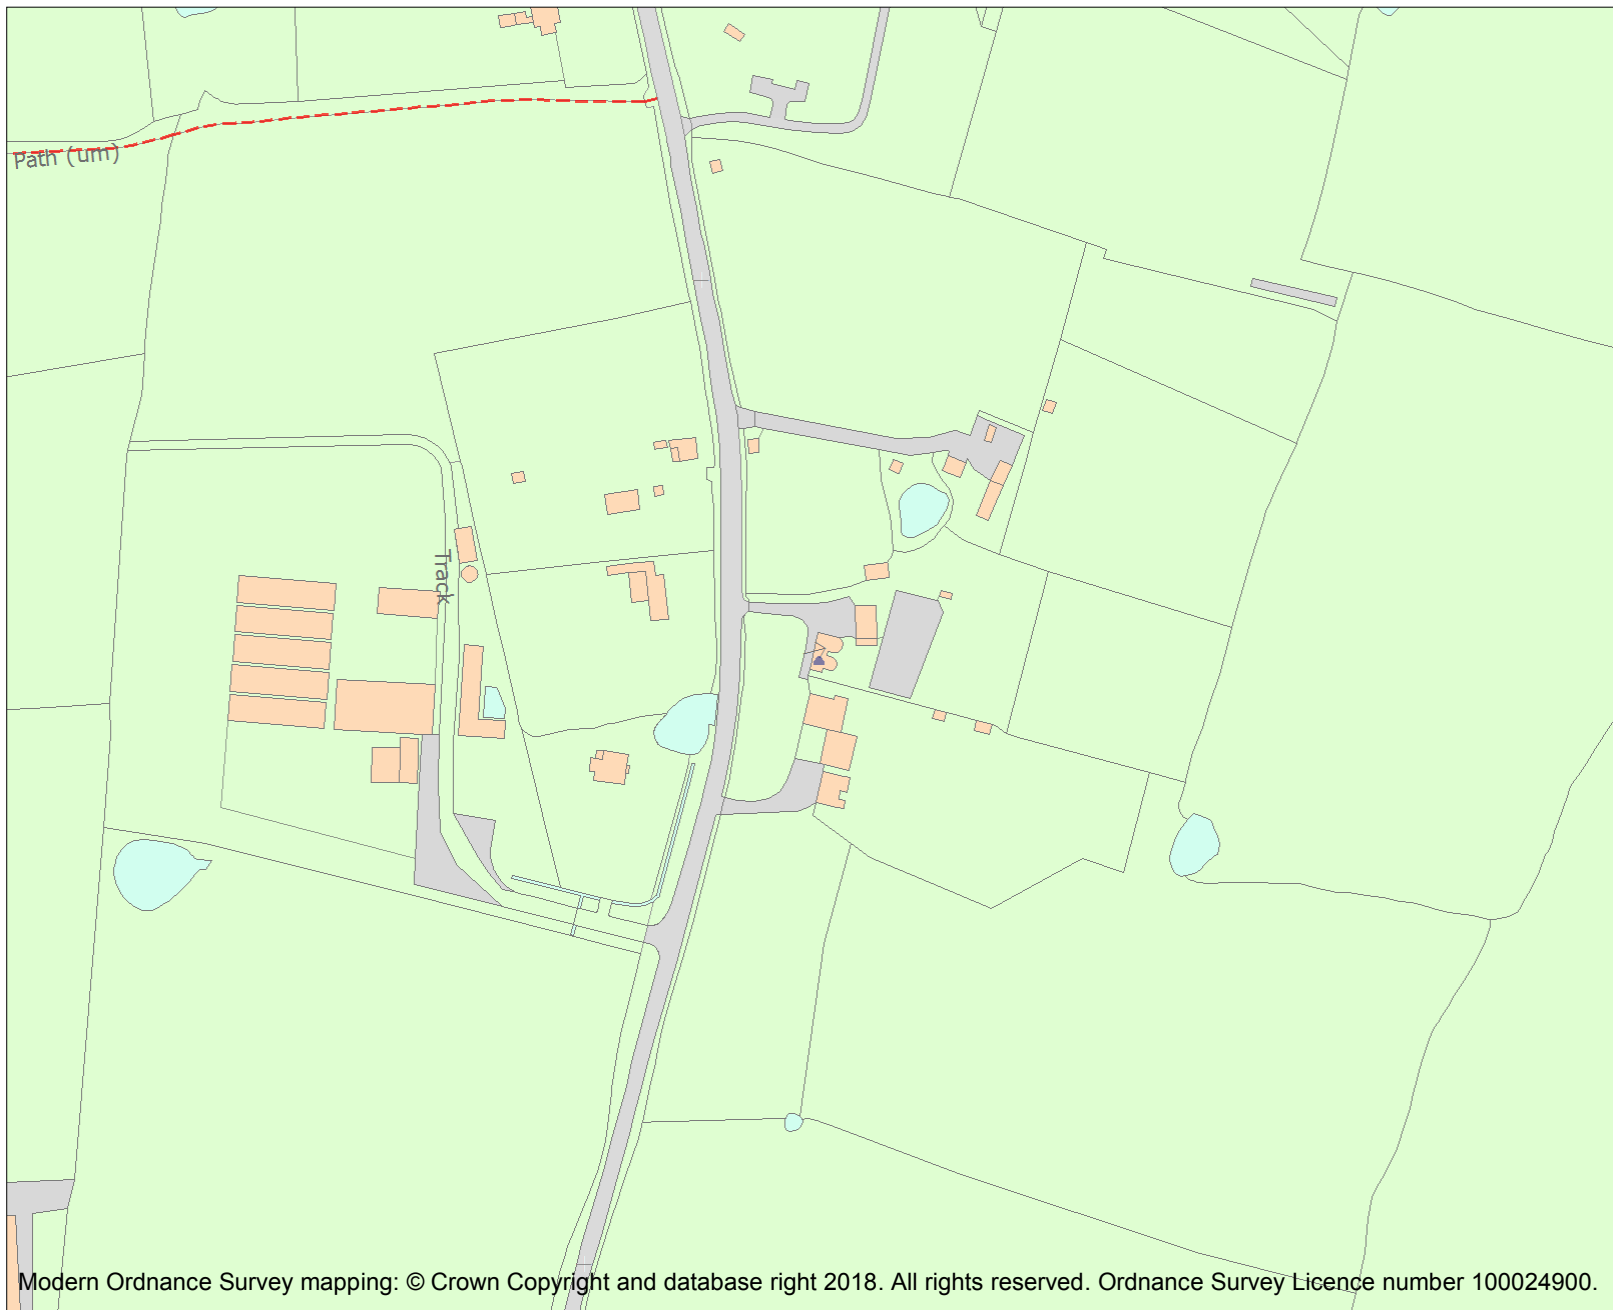 Path (um)
Track
Modern Ordnance Survey mapping: © Crown Copyright and database right 2018. All rights reserved. Ordnance Survey Licence number 100024900.